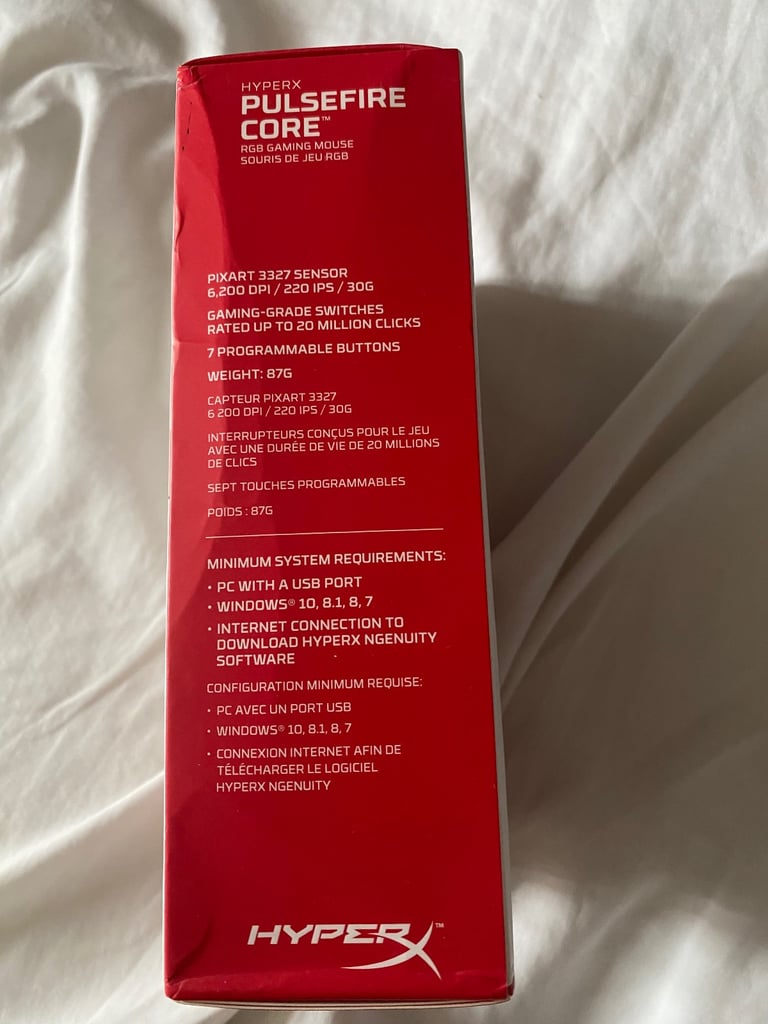 HYPERX
PULSEFIRE
CORE™
RGB GAMING MOUSE
SOURIS DE JEU RGB
PIXART 3327 SENSOR
6,200 DPI / 220 IPS / 30G
GAMING-GRADE SWITCHES
RATED UP TO 20 MILLION CLICKS
7 PROGRAMMABLE BUTTONS
WEIGHT: 87G
CAPTEUR PIXART 3327
6 200 DPI / 220 IPS / 30G
INTERRUPTEURS CONÇUS POUR LE JEU
AVEC UNE DURÉE DE VIE DE 20 MILLIONS
DE CLICS
SEPT TOUCHES PROGRAMMABLES
POIDS : 87G
MINIMUM SYSTEM REQUIREMENTS:
• PC WITH A USB PORT
• WINDOWS® 10, 8.1, 8, 7
• INTERNET CONNECTION TO
DOWNLOAD HYPERX NGENUITY
SOFTWARE
CONFIGURATION MINIMUM REQUISE:
• PC AVEC UN PORT USB
• WINDOWS® 10, 8.1, 8, 7
• CONNEXION INTERNET AFIN DE
TÉLÉCHARGER LE LOGICIEL
HYPERX NGENUITY
HYPERX™